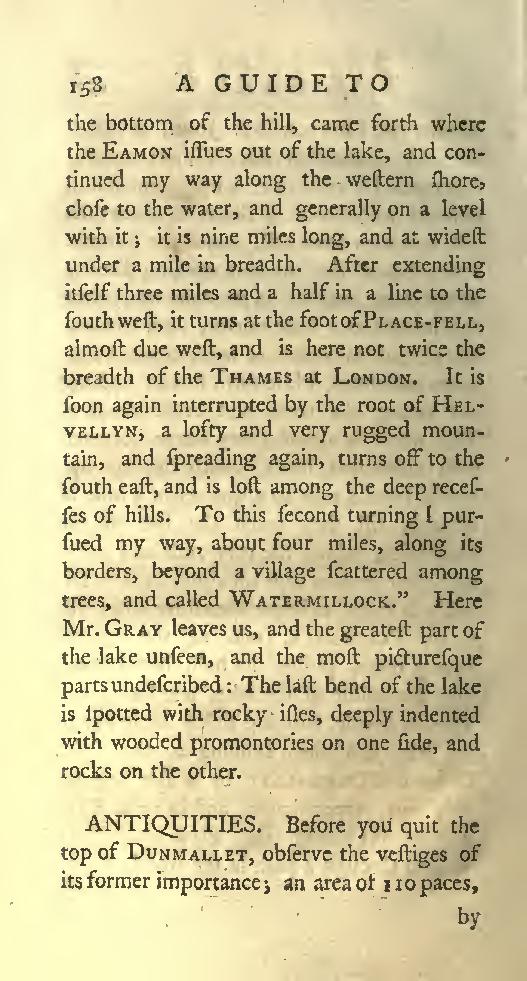 158 A GUIDE TO
the bottom of the hill, came forth where
the EAMON iſſues out of the lake, and con-
tinued my way along the weſtern ſhore,
cloſe to the water, and generally on a level
with it; it is nine miles long, and at wideſt
under a mile in breadth. After extending
itſelf three miles and a half in a line to the
ſouth weſt, it turns at the foot of PLACE-FELL,
almoſt due weſt, and is here not twice the
breadth of the THAMES at LONDON. It is
ſoon again interrupted by the root of HEL-
VELLYN, a lofty and very rugged moun-
tain, and ſpreading again, turns off to the
ſouth eaſt, and is loſt among the deep receſ-
ſes of hills. To this ſecond turning I pur-
ſued my way, about four miles, along its
borders, beyond a village ſcattered among
trees, and called WATERMILLOCK." Here
Mr. GRAY leaves us, and the greateſt part of
the lake unſeen, and the moſt pictureſque
parts undeſcribed: The laſt bend of the lake
is ſpotted with rocky iſles, deeply indented
with wooded promontories on one ſide, and
rocks on the other.
ANTIQUITIES. Before you quit the
top of DUNMALLET, obſerve the veſtiges of
its former importance; an area of 110 paces,
by